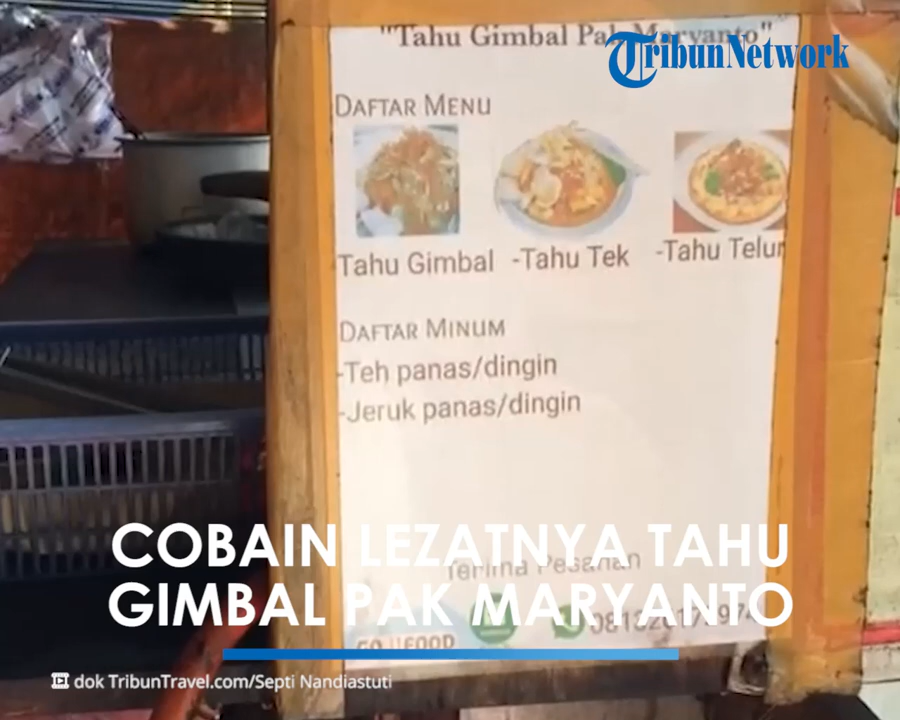 "Tahu Gimbal Pak Maryanto"
TribunNetwork
DAFTAR MENU
Tahu Gimbal -Tahu Tek -Tahu Telur
DAFTAR MINUM
-Teh panas/dingin
-Jeruk panas/dingin
COBAIN LEZATNYA TAHU
Terima Pesanan
GIMBAL PAK MARYANTO
dok TribunTravel.com/Septi Nandiastuti